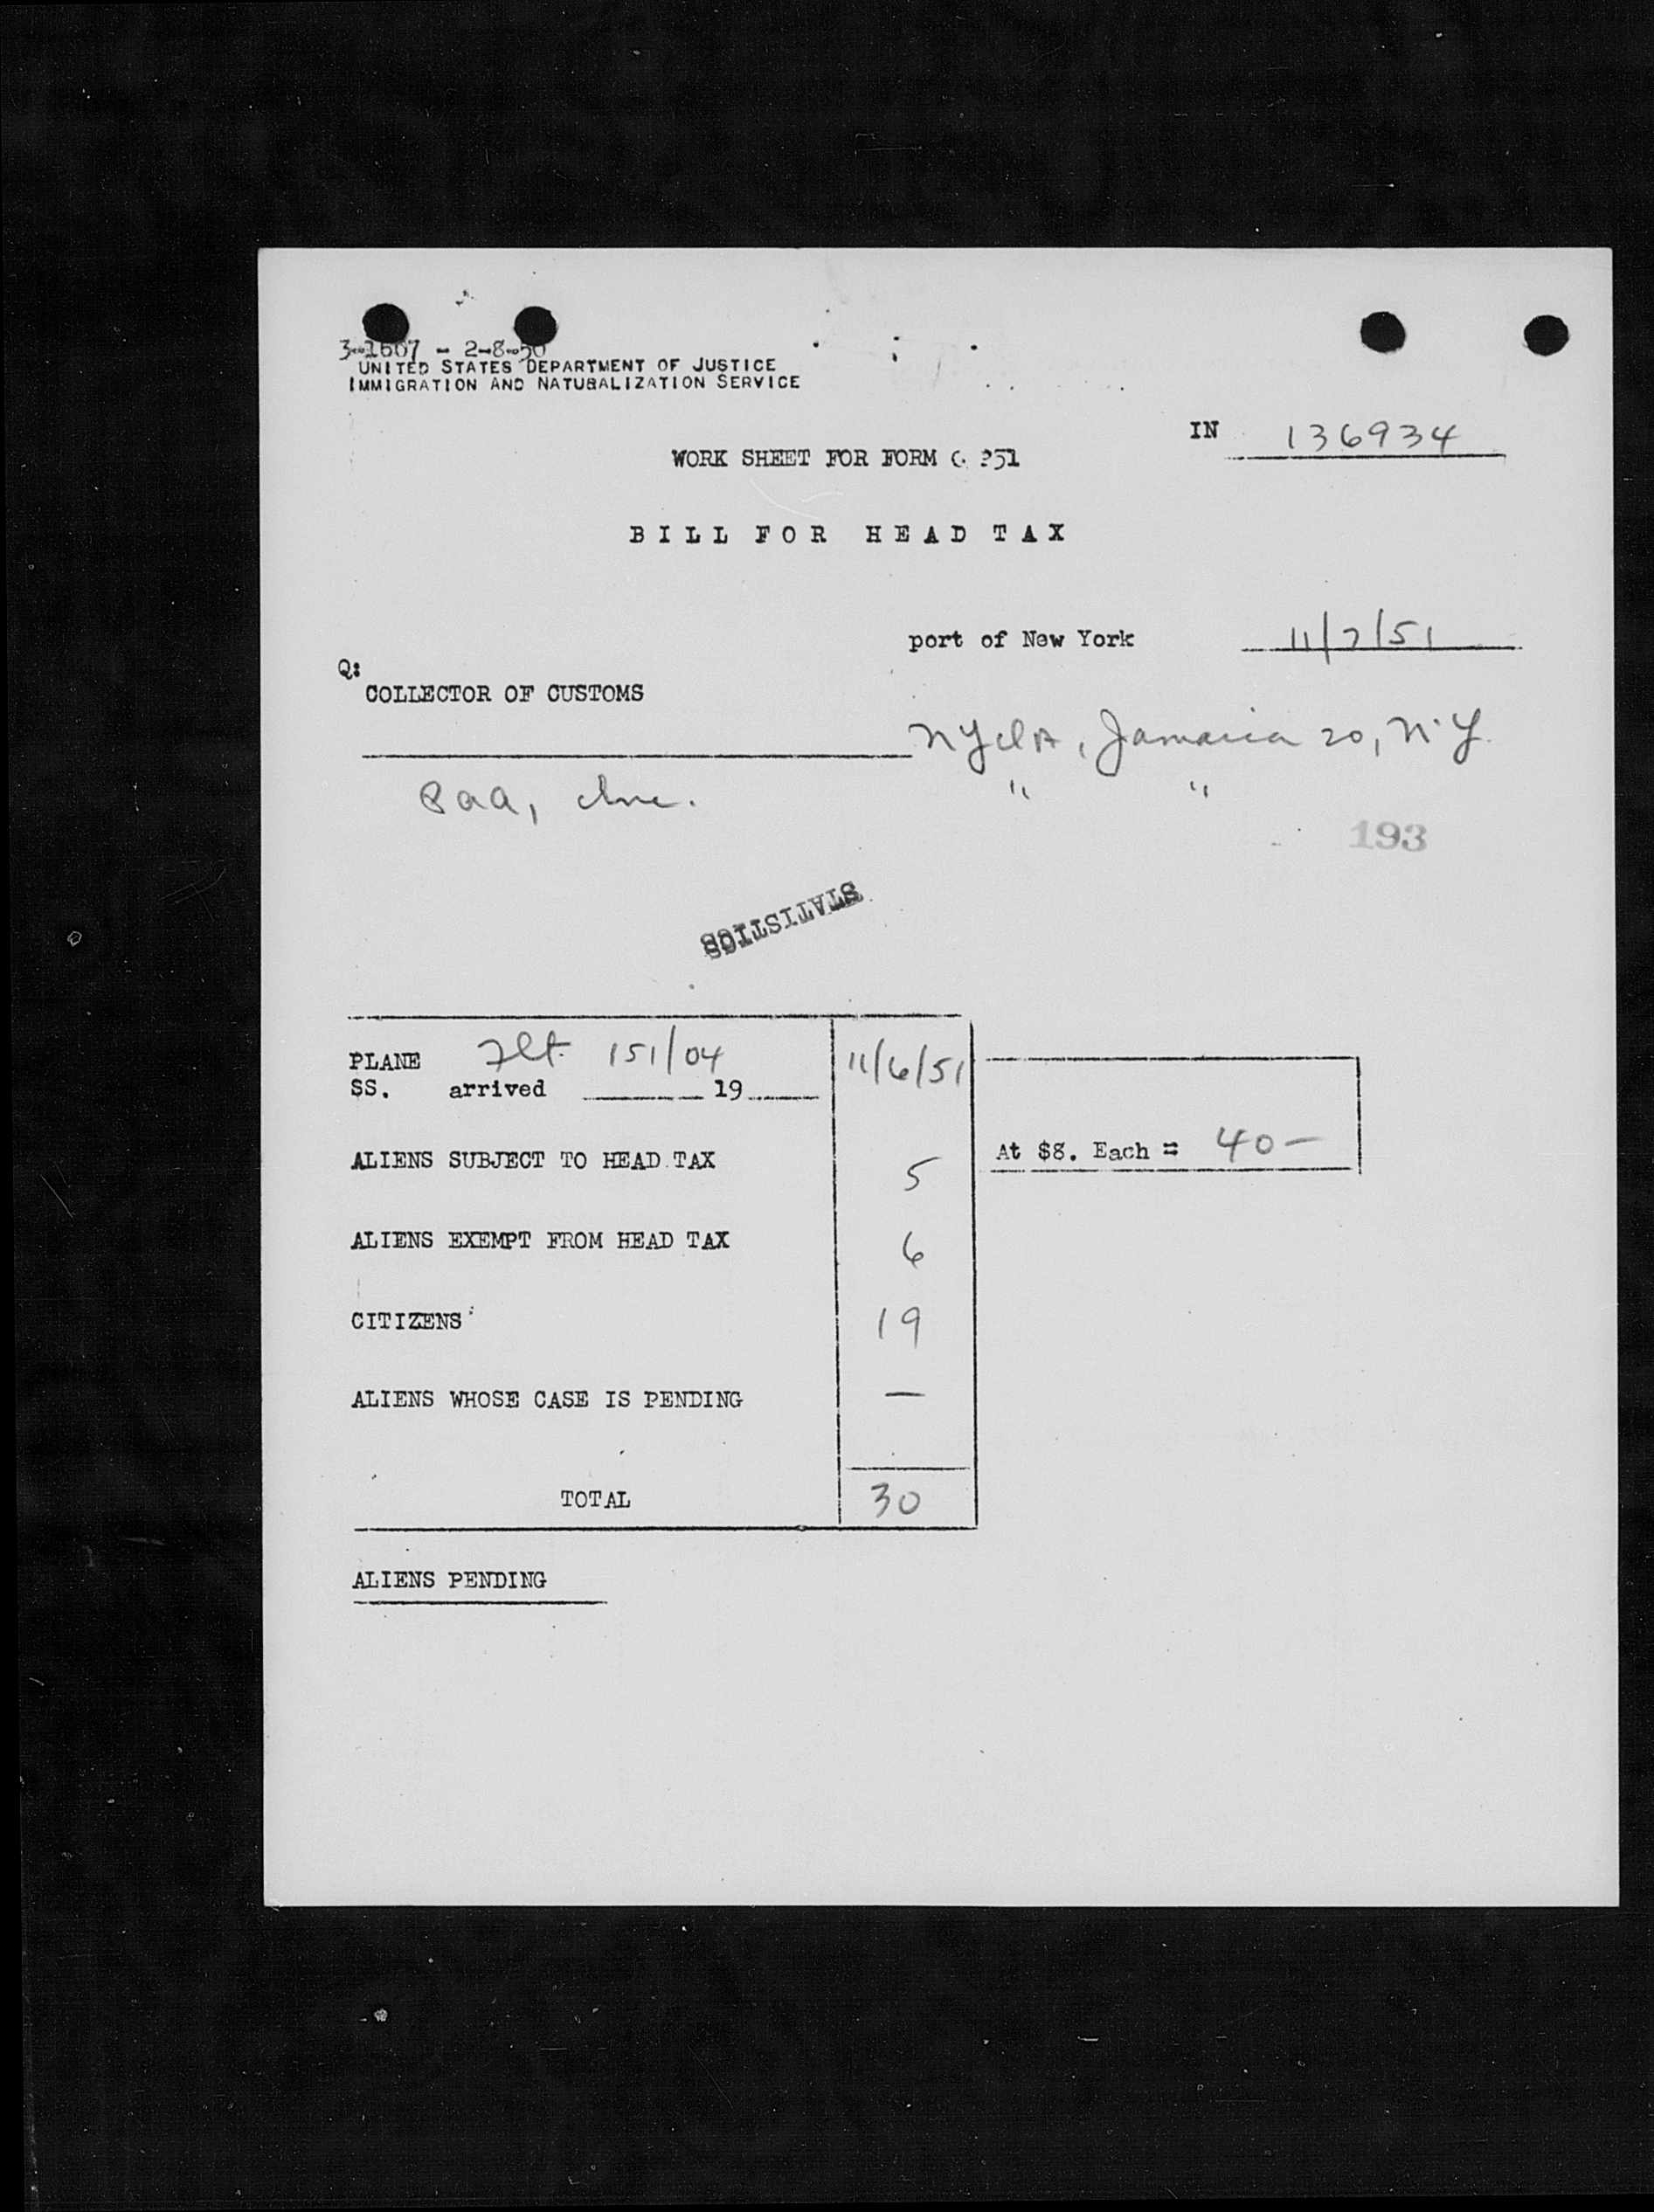 3-1607 - 2-8-50
UNITED STATES DEPARTMENT OF JUSTICE
IMMIGRATION AND NATURALIZATION SERVICE
IN 136934
WORK SHEET FOR FORM G 251
BILL FOR HEAD TAX
port of New York 11/7/51
Q:
COLLECTOR OF CUSTOMS
Jamaica 20, N.Y.
Paa, Inc. " "
193
STATISTICS
PLANE Flt. 151/04 11/6/51
SS. arrived 19
ALIENS SUBJECT TO HEAD TAX 5 At $8. Each = 40-
ALIENS EXEMPT FROM HEAD TAX 6
CITIZENS 19
ALIENS WHOSE CASE IS PENDING —
TOTAL 30
ALIENS PENDING